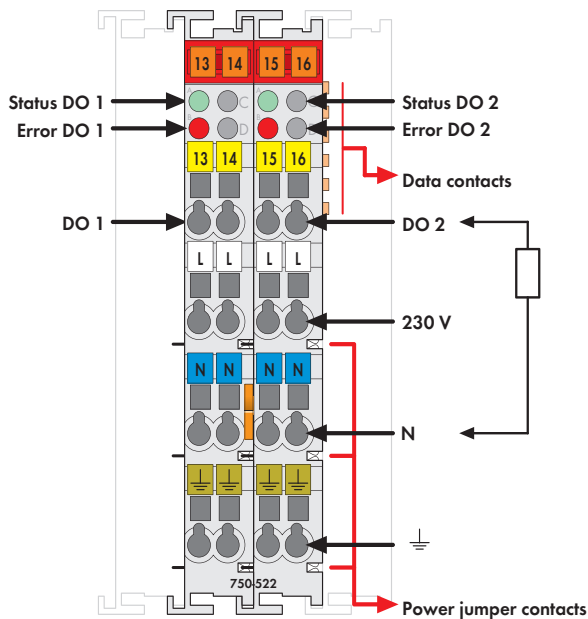 13 14 15 16
A C A C
Status DO 1 Status DO 2
B D B D
Error DO 1 Error DO 2
13 14 15 16
Data contacts
DO 1 DO 2
L L L L
230 V
N N N N
N
750-522
Power jumper contacts